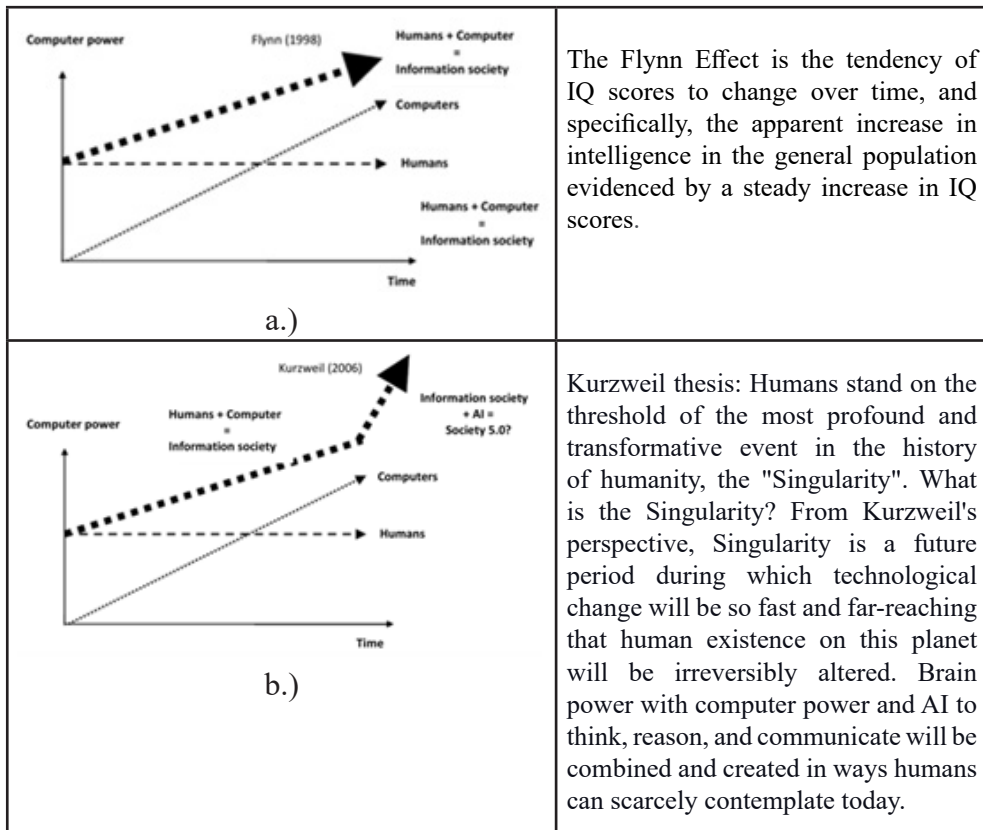 Computer power
Flynn (1998)
Humans + Computer
=
Information society
Computers
Humans
Humans + Computer
=
Information society
Time
a.)
The Flynn Effect is the tendency of
IQ scores to change over time, and
specifically, the apparent increase in
intelligence in the general population
evidenced by a steady increase in IQ
scores.
Kurzweil (2006)
Humans + Computer
=
Information society
Information society
+ AI =
Society 5.0?
Computer power
Computers
Humans
Time
b.)
Kurzweil thesis: Humans stand on the
threshold of the most profound and
transformative event in the history
of humanity, the "Singularity". What
is the Singularity? From Kurzweil's
perspective, Singularity is a future
period during which technological
change will be so fast and far-reaching
that human existence on this planet
will be irreversibly altered. Brain
power with computer power and AI to
think, reason, and communicate will be
combined and created in ways humans
can scarcely contemplate today.